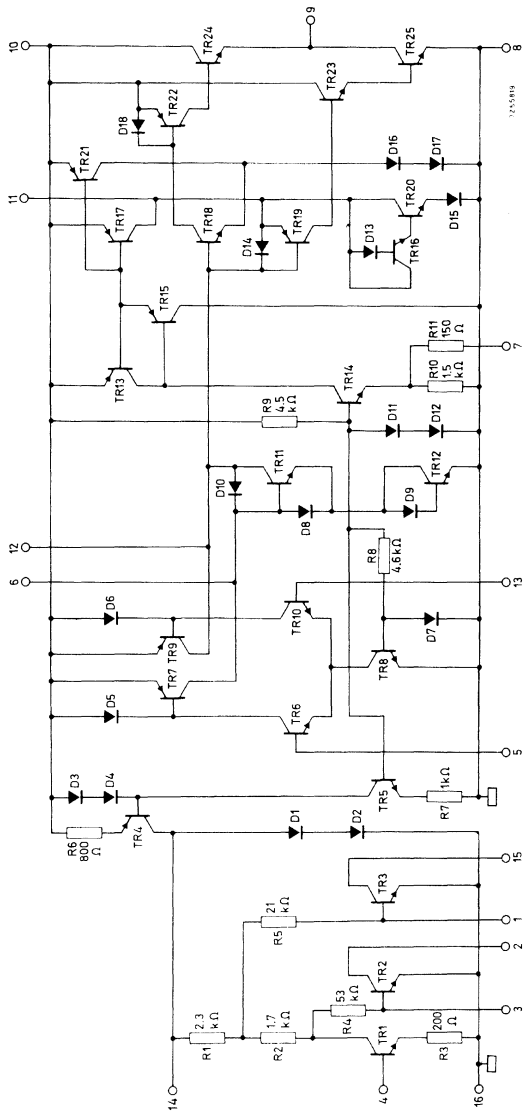 10
11
12
6
14
9
TR24
TR25
TR23
D18
TR22
TR21
D16
D17
TR17
TR18
D14
TR19
TR20
D13
TR16
D15
TR15
TR13
TR14
R11
150
Ω
R10
1.5
kΩ
R9
4.5
kΩ
D11
D12
D10
TR11
D8
D9
TR12
R8
4.6kΩ
D6
TR9
TR10
D7
TR8
D5
TR7
TR6
D3
D4
R6
800
Ω
TR4
TR5
R7
1kΩ
D1
D2
R5
21
kΩ
TR3
R1
2.3
kΩ
R2
1.7
kΩ
R4
53
kΩ
TR2
TR1
R3
200
Ω
8
7
13
5
15
1
2
3
4
16
7Z55819